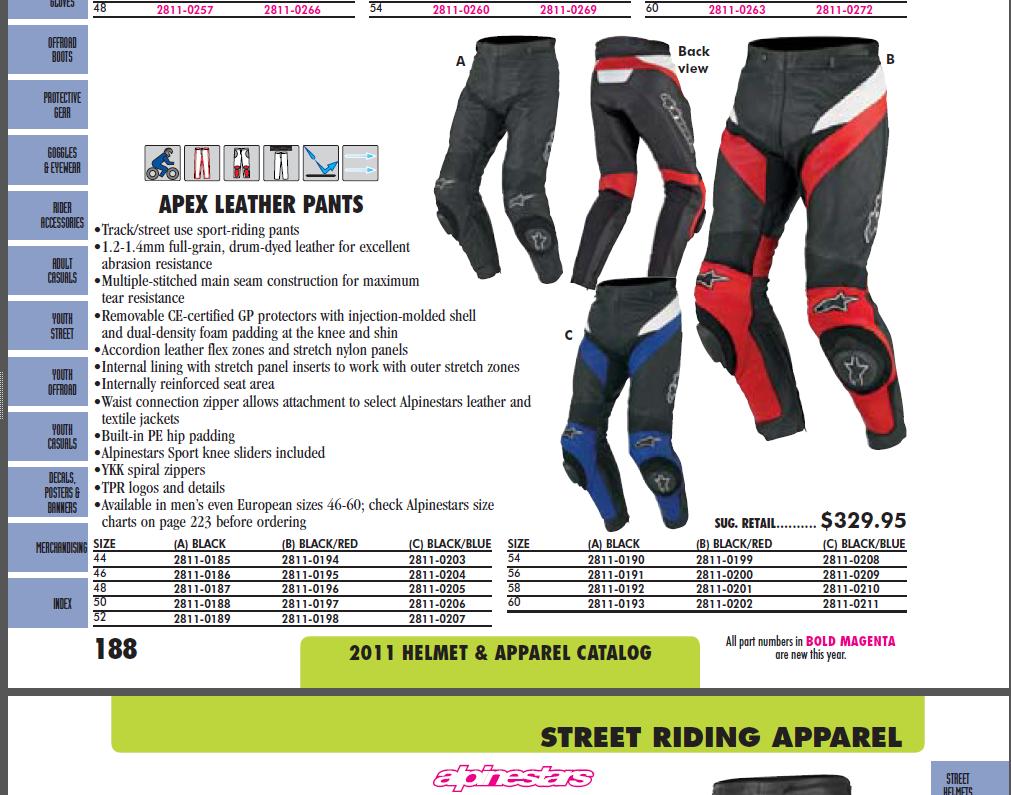 GLOVES
48 2811-0257 2811-0266
54 2811-0260 2811-0269
60 2811-0263 2811-0272
OFFROAD
BOOTS
PROTECTIVE
GEAR
GOGGLES
& EYEWEAR
RIDER
ACCESSORIES
ADULT
CASUALS
YOUTH
STREET
YOUTH
OFFROAD
YOUTH
CASUALS
DECALS,
POSTERS &
BANNERS
MERCHANDISING
INDEX
A
Back
view
B
C
APEX LEATHER PANTS
•Track/street use sport-riding pants
•1.2-1.4mm full-grain, drum-dyed leather for excellent
abrasion resistance
•Multiple-stitched main seam construction for maximum
tear resistance
•Removable CE-certified GP protectors with injection-molded shell
and dual-density foam padding at the knee and shin
•Accordion leather flex zones and stretch nylon panels
•Internal lining with stretch panel inserts to work with outer stretch zones
•Internally reinforced seat area
•Waist connection zipper allows attachment to select Alpinestars leather and
textile jackets
•Built-in PE hip padding
•Alpinestars Sport knee sliders included
•YKK spiral zippers
•TPR logos and details
•Available in men's even European sizes 46-60; check Alpinestars size
charts on page 223 before ordering
SUG. RETAIL.......... $329.95
SIZE (A) BLACK (B) BLACK/RED (C) BLACK/BLUE
44 2811-0185 2811-0194 2811-0203
46 2811-0186 2811-0195 2811-0204
48 2811-0187 2811-0196 2811-0205
50 2811-0188 2811-0197 2811-0206
52 2811-0189 2811-0198 2811-0207
SIZE (A) BLACK (B) BLACK/RED (C) BLACK/BLUE
54 2811-0190 2811-0199 2811-0208
56 2811-0191 2811-0200 2811-0209
58 2811-0192 2811-0201 2811-0210
60 2811-0193 2811-0202 2811-0211
188
2011 HELMET & APPAREL CATALOG
All part numbers in BOLD MAGENTA
are new this year.
STREET RIDING APPAREL
alpinestars
STREET
HELMETS